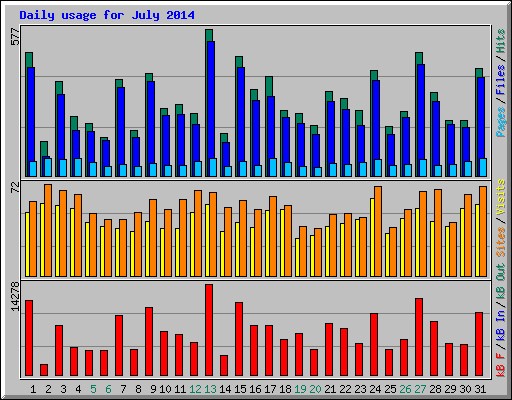 Daily usage for July 2014
577
Pages / Files / Hits
72
Sites / Visits
14278
kB F / kB In / kB Out
1 2 3 4 5 6 7 8 9 10 11 12 13 14 15 16 17 18 19 20 21 22 23 24 25 26 27 28 29 30 31